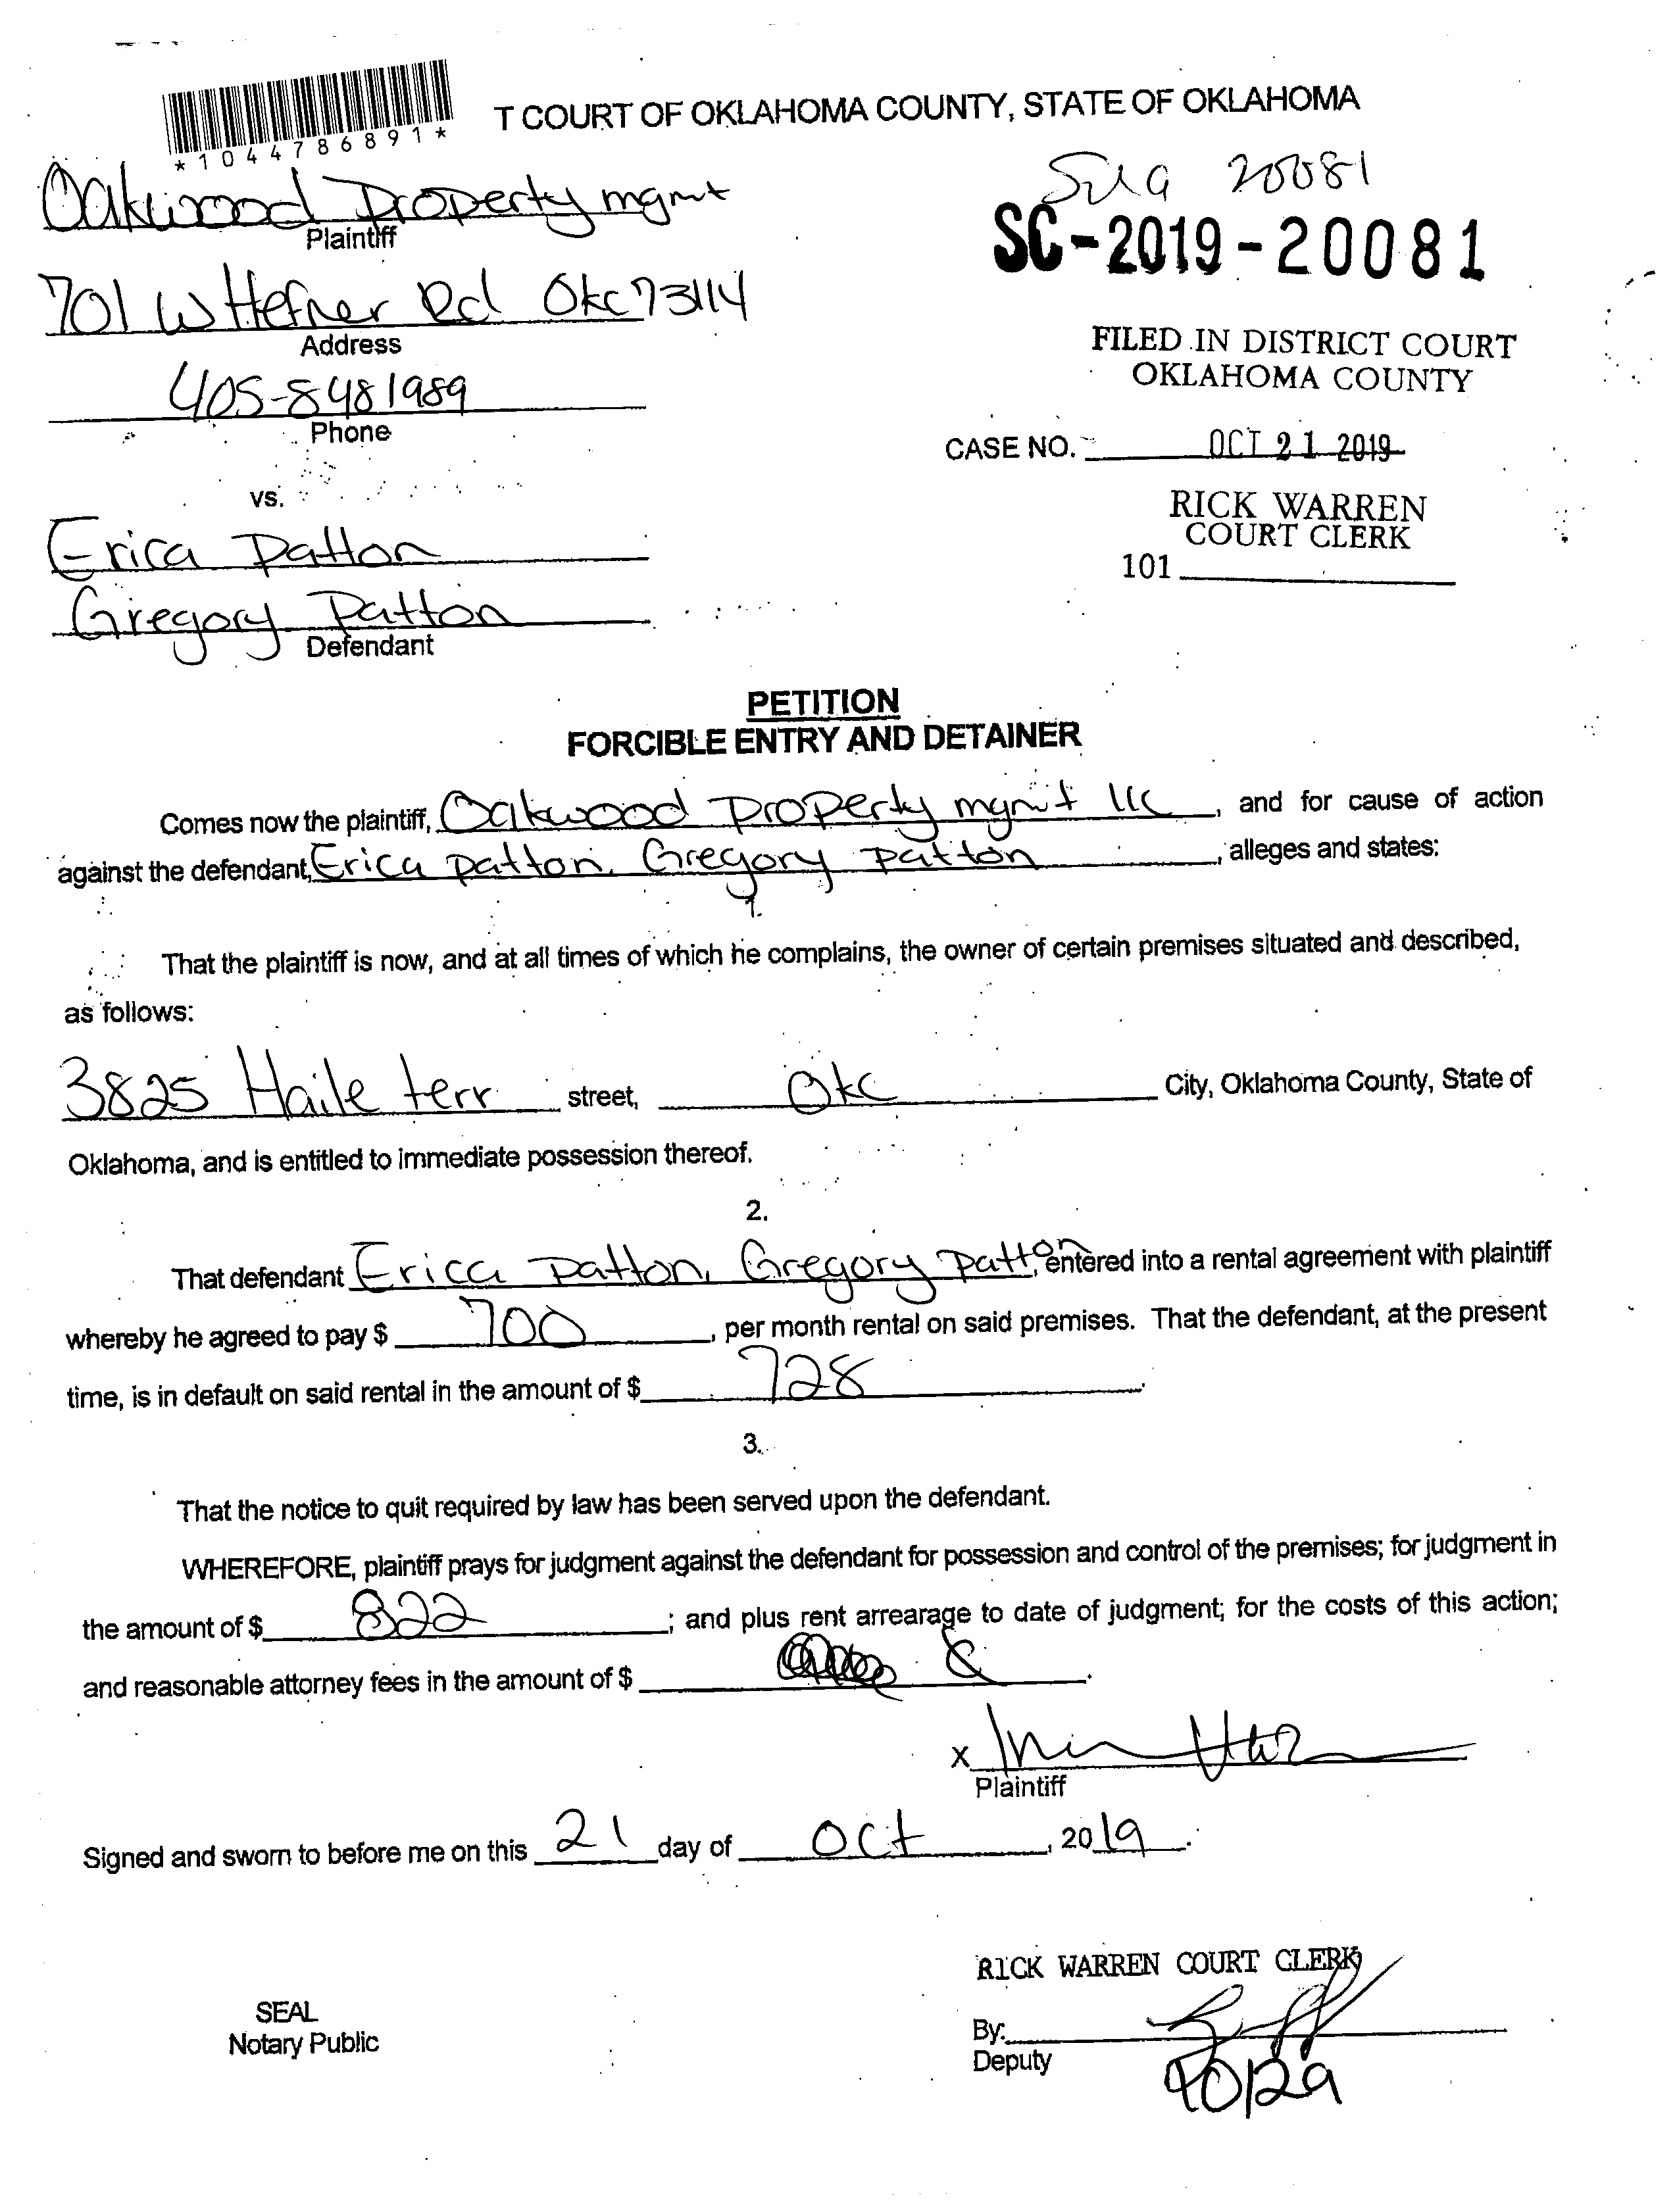 T COURT OF OKLAHOMA COUNTY, STATE OF OKLAHOMA
*1044786891*
20081
Oakwood Property mgmt
Plaintiff
SC-2019-20081
701 W Hefner Rd Okc 73114
Address
FILED IN DISTRICT COURT
OKLAHOMA COUNTY
405-8481989
Phone
CASE NO. OCT 21 2019
vs.
RICK WARREN
COURT CLERK
101
Erica Patton
Gregory Patton
Defendant
PETITION
FORCIBLE ENTRY AND DETAINER
Comes now the plaintiff, Oakwood Property mgmt llc, and for cause of action
against the defendant, Erica Patton, Gregory Patton, alleges and states:
1.
That the plaintiff is now, and at all times of which he complains, the owner of certain premises situated and described,
as follows:
3825 Haile terr street, Okc City, Oklahoma County, State of
Oklahoma, and is entitled to immediate possession thereof.
2.
That defendant Erica Patton, Gregory Patton, entered into a rental agreement with plaintiff
whereby he agreed to pay $ 700, per month rental on said premises. That the defendant, at the present
time, is in default on said rental in the amount of $ 728.
3.
That the notice to quit required by law has been served upon the defendant.
WHEREFORE, plaintiff prays for judgment against the defendant for possession and control of the premises; for judgment in
the amount of $ 822; and plus rent arrearage to date of judgment; for the costs of this action;
and reasonable attorney fees in the amount of $.
X
Plaintiff
Signed and sworn to before me on this 21 day of Oct, 2019.
RICK WARREN COURT CLERK
SEAL
Notary Public
By:
Deputy